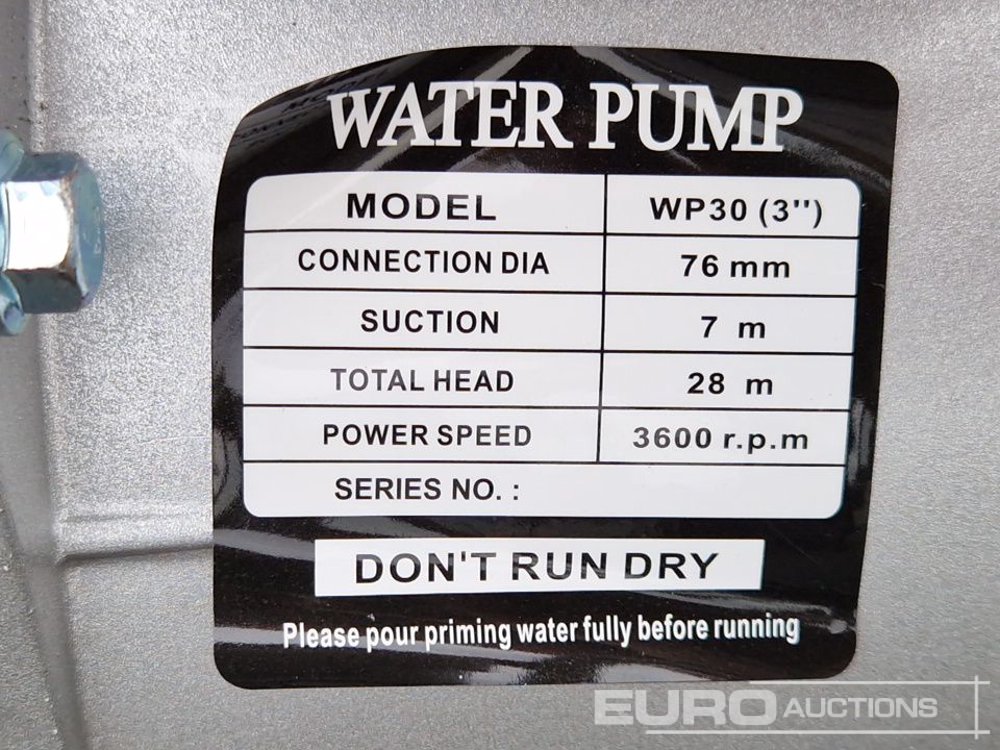 WATER PUMP
MODEL WP30 (3'')
CONNECTION DIA 76 mm
SUCTION 7 m
TOTAL HEAD 28 m
POWER SPEED 3600 r.p.m
SERIES NO. :
DON'T RUN DRY
Please pour priming water fully before running
EURO AUCTIONS